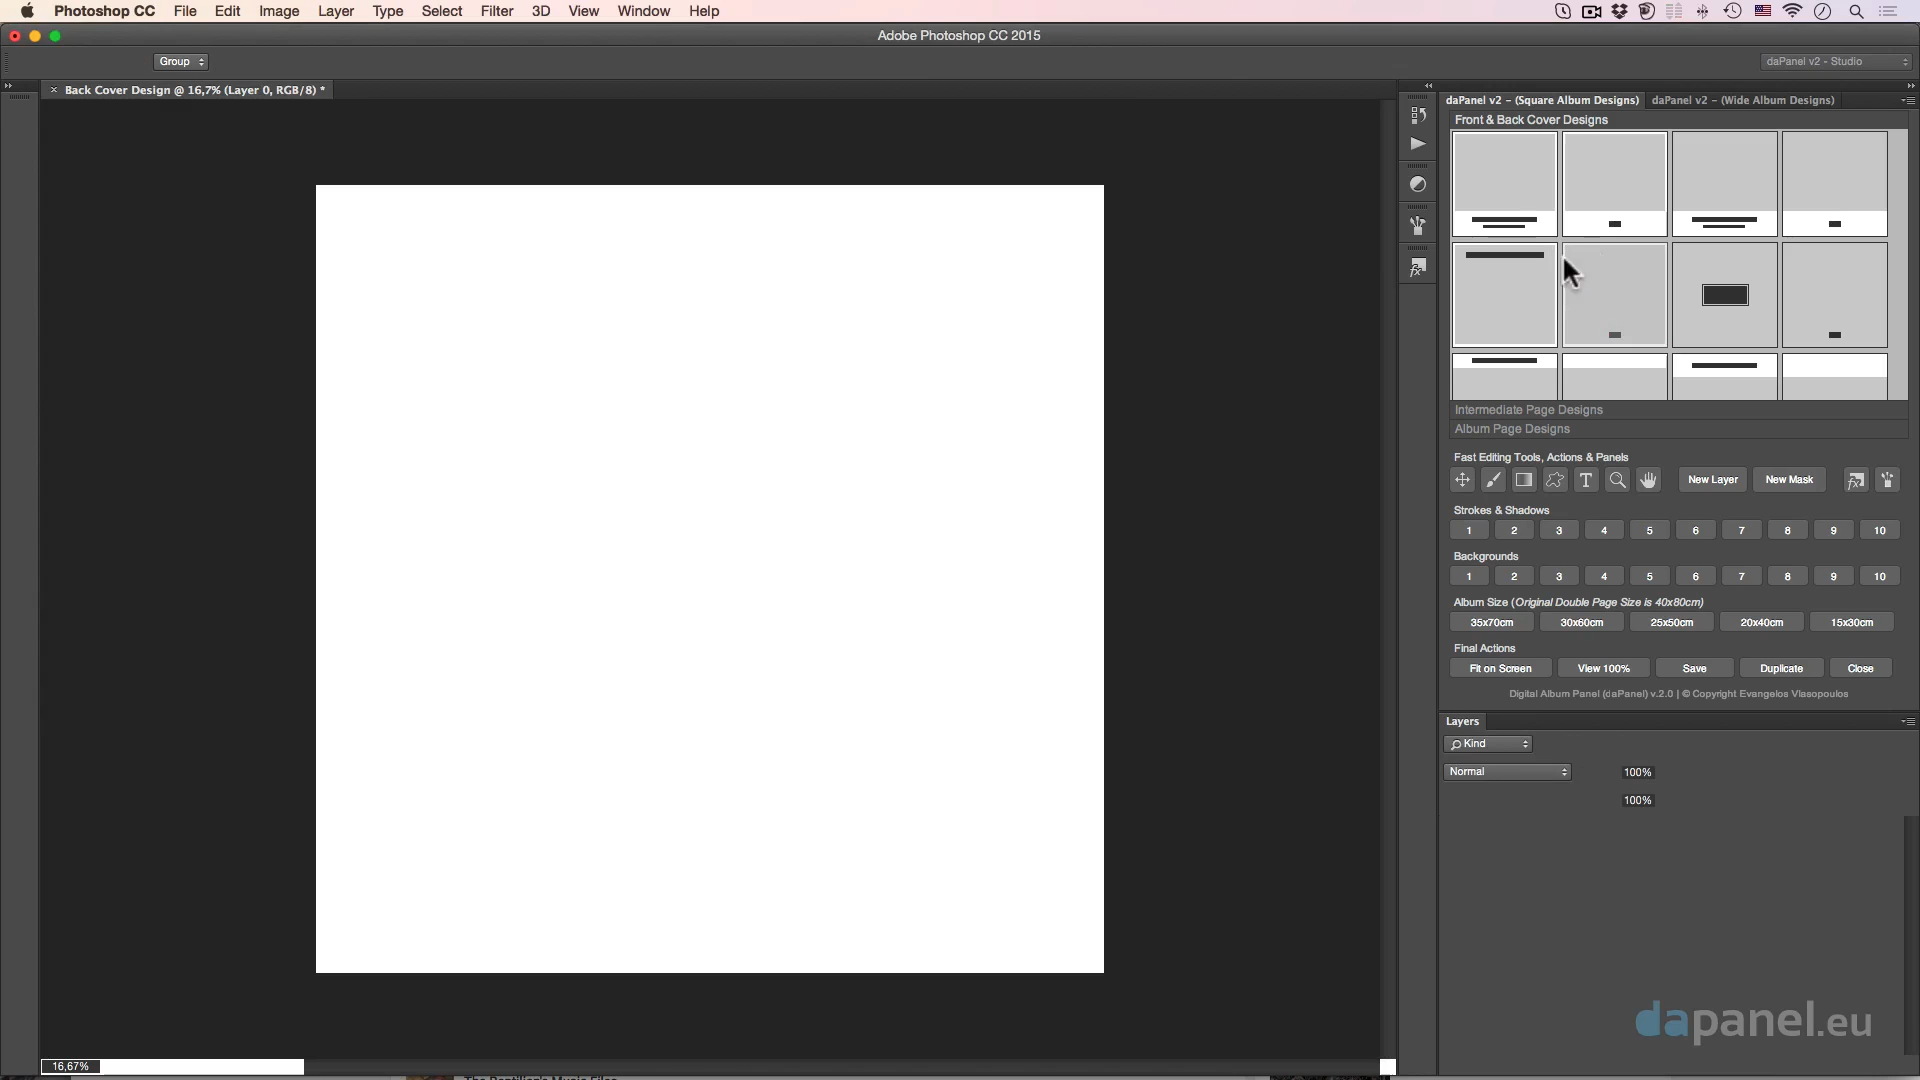 Photoshop CC File Edit Image Layer Type Select Filter 3D View Window Help
Adobe Photoshop CC 2015
Group
daPanel v2 - Studio
Back Cover Design @ 16,7% (Layer 0, RGB/8) *
daPanel v2 – (Square Album Designs) daPanel v2 – (Wide Album Designs)
Front & Back Cover Designs
Intermediate Page Designs
Album Page Designs
Fast Editing Tools, Actions & Panels
New Layer New Mask
Strokes & Shadows
1 2 3 4 5 6 7 8 9 10
Backgrounds
1 2 3 4 5 6 7 8 9 10
Album Size (Original Double Page Size is 40x80cm)
35x70cm 30x60cm 25x50cm 20x40cm 15x30cm
Final Actions
Fit on Screen View 100% Save Duplicate Close
Digital Album Panel (daPanel) v.2.0 | © Copyright Evangelos Vlasopoulos
Layers
Kind
Normal 100%
100%
dapanel.eu
16,67%